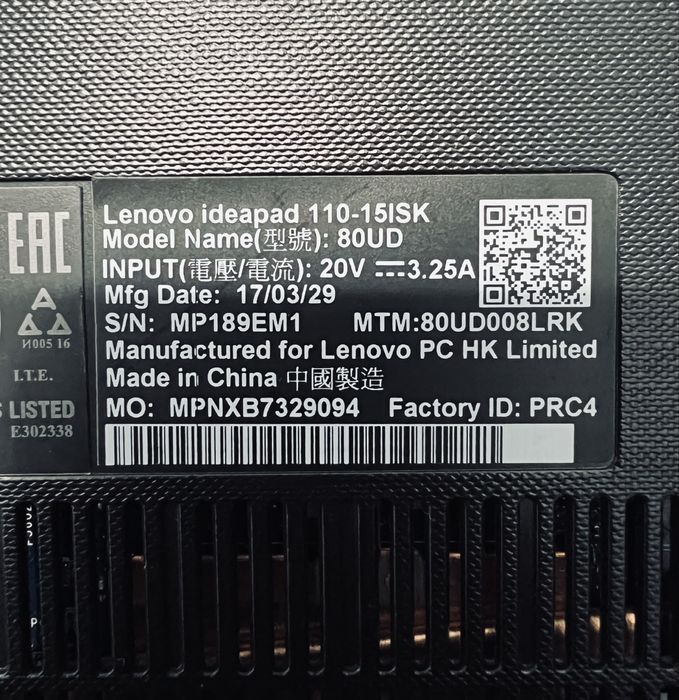 Lenovo ideapad 110-15ISK
Model Name(型號): 80UD
INPUT(電壓/電流): 20V ⎓3.25A
Mfg Date: 17/03/29
S/N: MP189EM1 MTM:80UD008LRK
Manufactured for Lenovo PC HK Limited
Made in China 中國製造
MO: MPNXB7329094 Factory ID: PRC4
EAC
И005 16
I.T.E.
LISTED
E302338